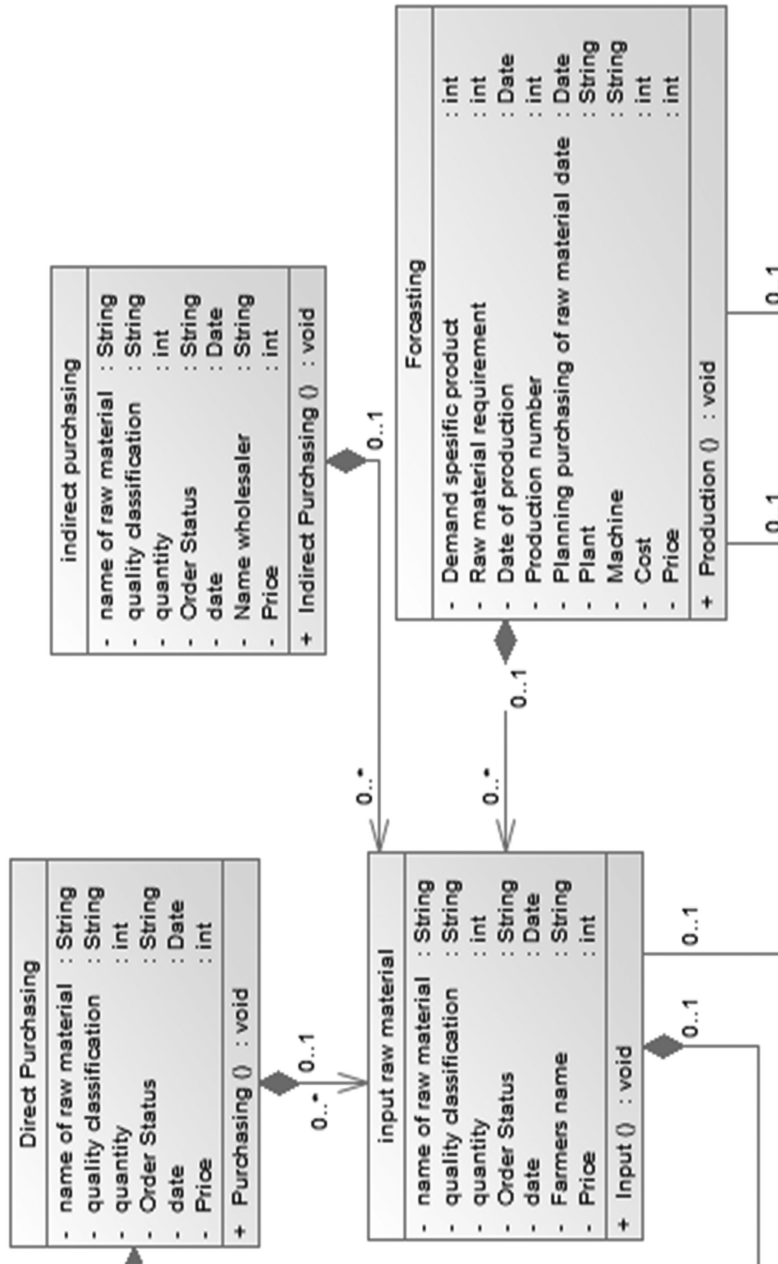 Direct Purchasing
- name of raw material : String
- quality classification : String
- quantity : int
- Order Status : String
- date : Date
- Price : int
+ Purchasing () : void
0..1
0..*
indirect purchasing
- name of raw material : String
- quality classification : String
- quantity : int
- Order Status : String
- date : Date
- Name wholesaler : String
- Price : int
+ Indirect Purchasing () : void
0..1
0..*
input raw material
- name of raw material : String
- quality classification : String
- quantity : int
- Order Status : String
- date : Date
- Farmers name : String
- Price : int
+ Input () : void
0..1
0..1
0..*
0..1
Forcasting
- Demand spesific product : int
- Raw material requirement : int
- Date of production : Date
- Production number : int
- Planning purchasing of raw material date : Date
- Plant : String
- Machine : String
- Cost : int
- Price : int
+ Production () : void
0..1
0..1